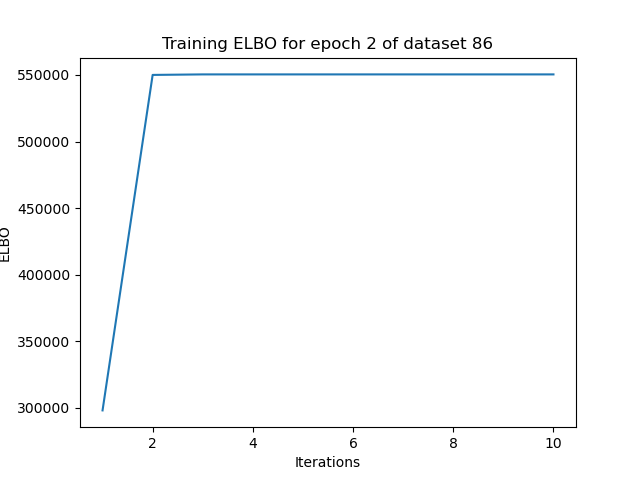 Training ELBO for epoch 2 of dataset 86
550000
500000
450000
400000
350000
300000
ELBO
2 4 6 8 10
Iterations